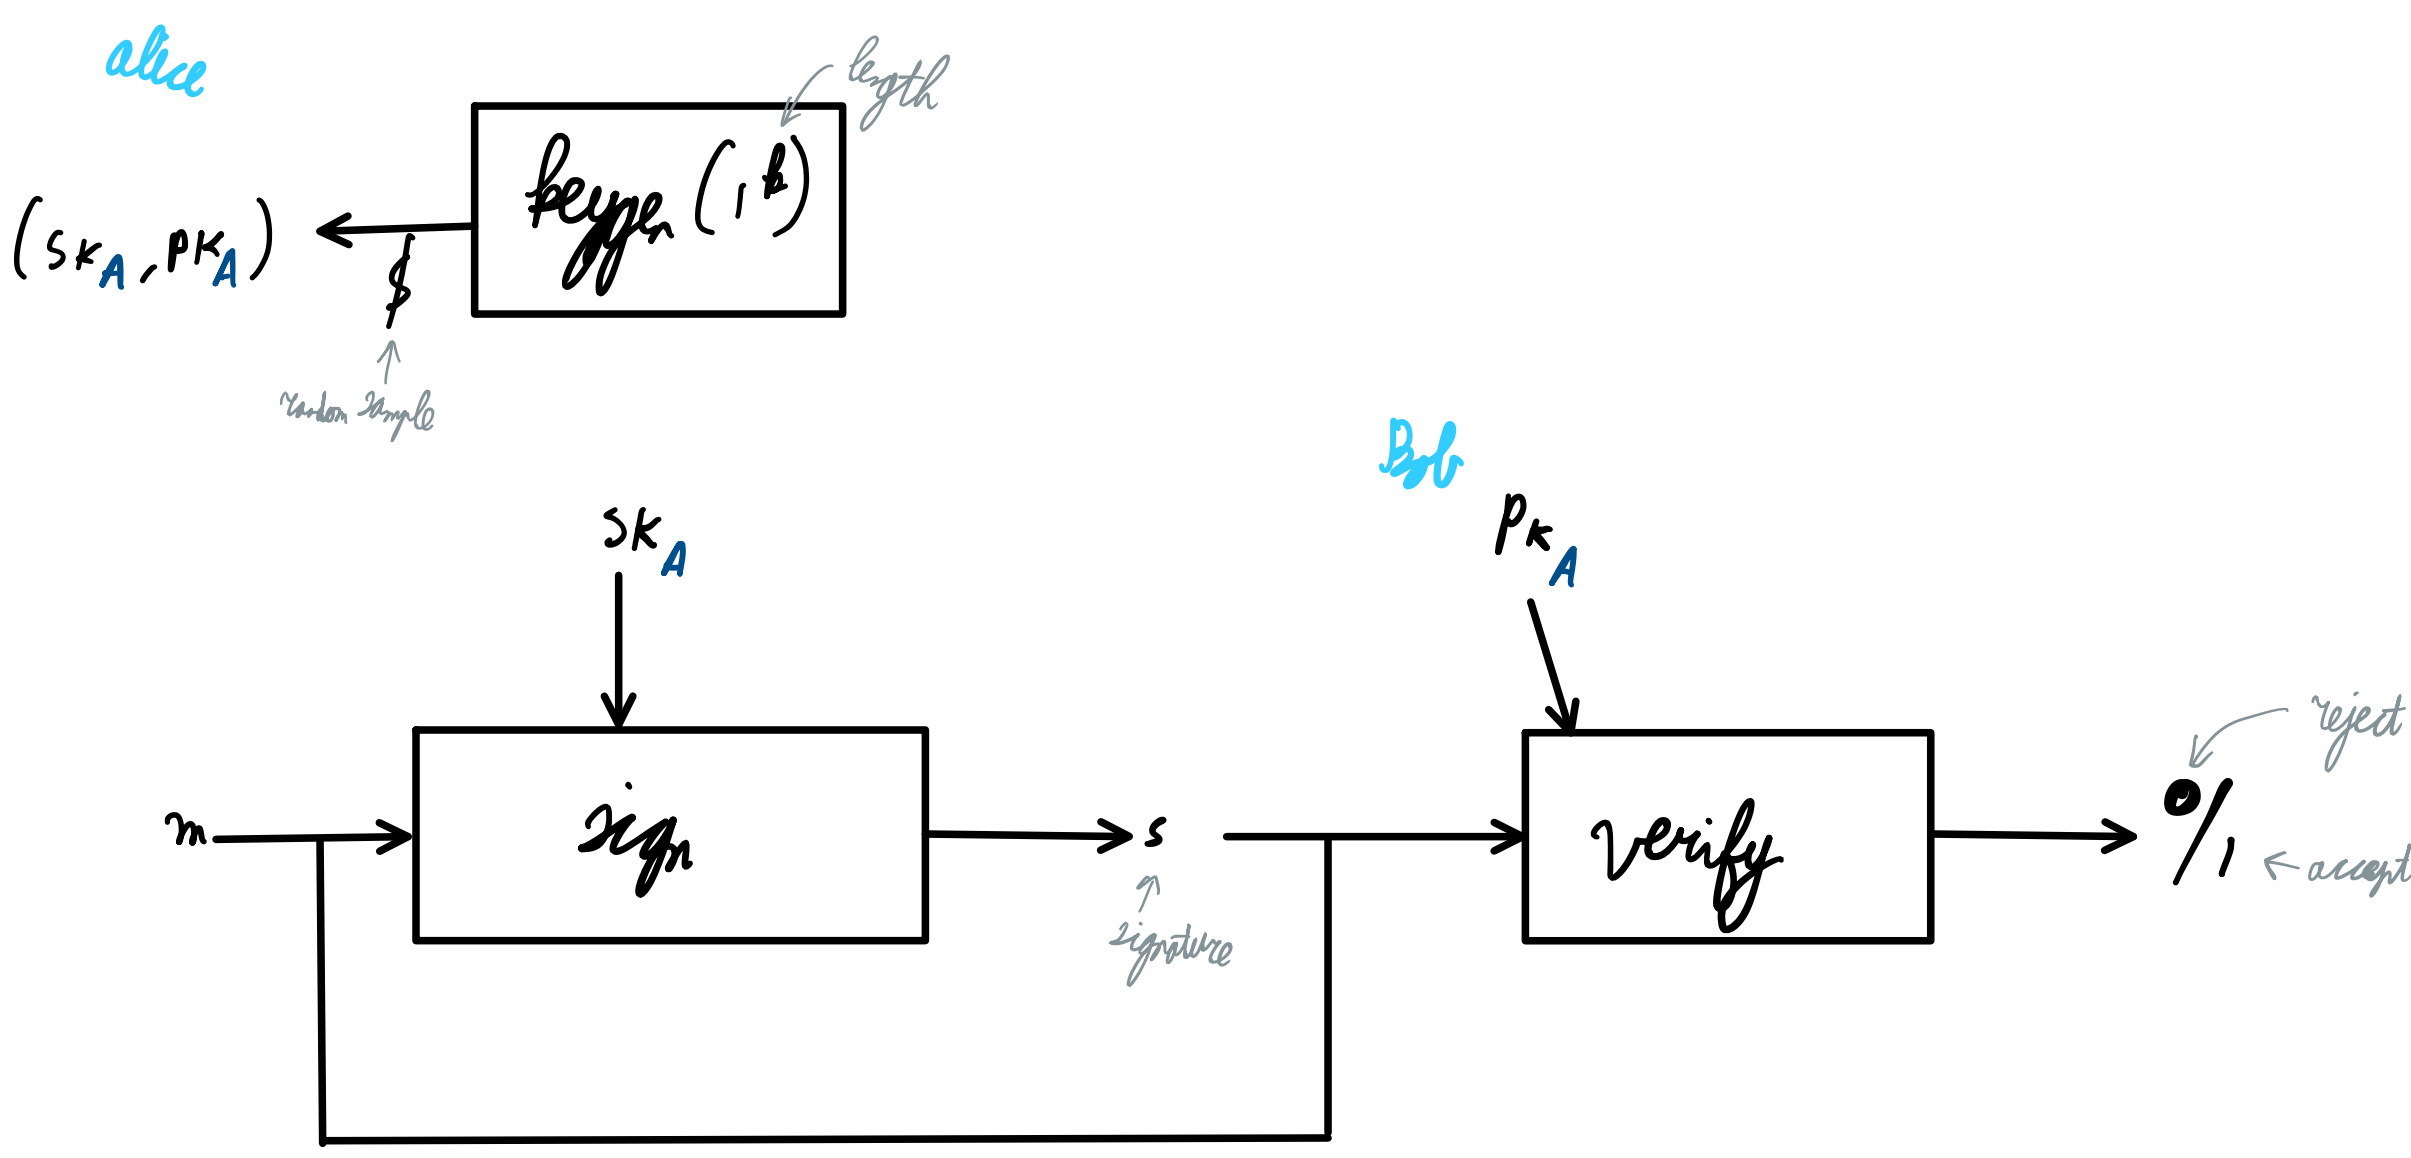 alice
length
keygen (1, k)
(sk_A, pk_A)
$
random sample
Bob
sk_A
pk_A
reject
m
sign
s
verify
0/1
accept
signature